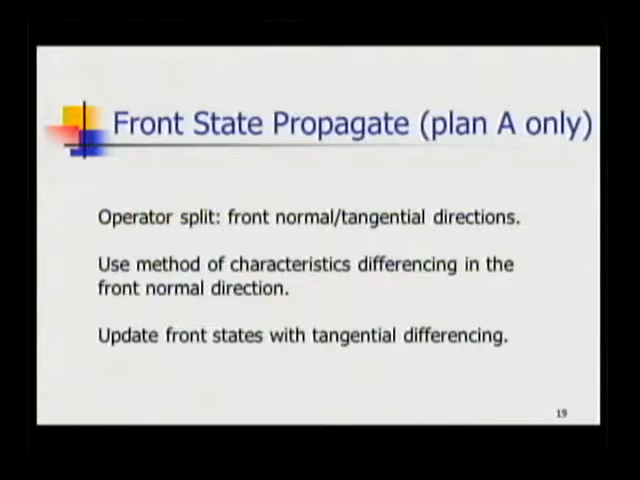 Front State Propagate (plan A only)
Operator split: front normal/tangential directions.
Use method of characteristics differencing in the
front normal direction.
Update front states with tangential differencing.
19